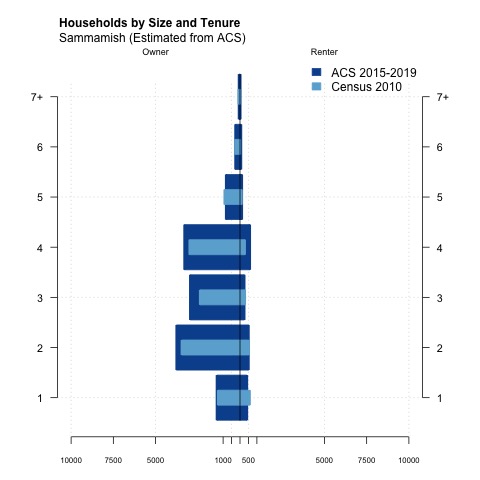 Households by Size and Tenure
Sammamish (Estimated from ACS)
Owner Renter
ACS 2015-2019
Census 2010
7+ 7+
6 6
5 5
4 4
3 3
2 2
1 1
10000 7500 5000 1000 500 5000 7500 10000